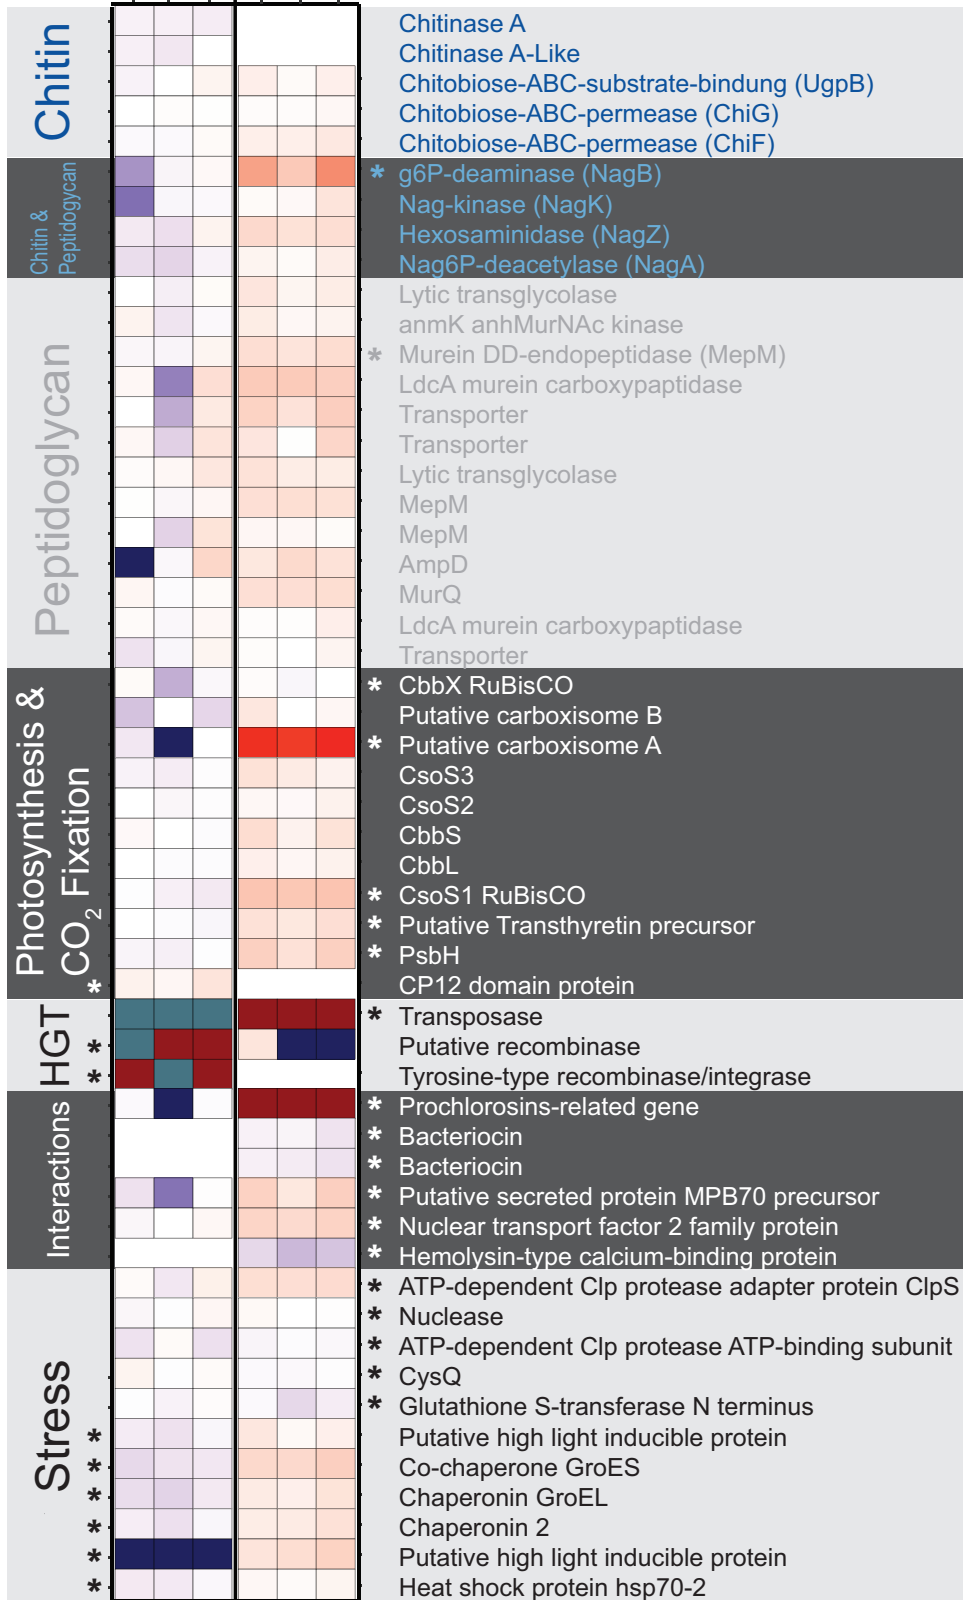 Chitin
Chitinase A
Chitinase A-Like
Chitobiose-ABC-substrate-bindung (UgpB)
Chitobiose-ABC-permease (ChiG)
Chitobiose-ABC-permease (ChiF)
Chitin &
Peptidogycan
* g6P-deaminase (NagB)
Nag-kinase (NagK)
Hexosaminidase (NagZ)
Nag6P-deacetylase (NagA)
Peptidoglycan
Lytic transglycolase
anmK anhMurNAc kinase
* Murein DD-endopeptidase (MepM)
LdcA murein carboxypaptidase
Transporter
Transporter
Lytic transglycolase
MepM
MepM
AmpD
MurQ
LdcA murein carboxypaptidase
Transporter
Photosynthesis &
CO2 Fixation
* CbbX RuBisCO
Putative carboxisome B
* Putative carboxisome A
CsoS3
CsoS2
CbbS
CbbL
* CsoS1 RuBisCO
* Putative Transthyretin precursor
* PsbH
* CP12 domain protein
HGT
* Transposase
* Putative recombinase
* Tyrosine-type recombinase/integrase
Interactions
* Prochlorosins-related gene
* Bacteriocin
* Bacteriocin
* Putative secreted protein MPB70 precursor
* Nuclear transport factor 2 family protein
* Hemolysin-type calcium-binding protein
Stress
* ATP-dependent Clp protease adapter protein ClpS
* Nuclease
* ATP-dependent Clp protease ATP-binding subunit
* CysQ
* Glutathione S-transferase N terminus
* Putative high light inducible protein
* Co-chaperone GroES
* Chaperonin GroEL
* Chaperonin 2
* Putative high light inducible protein
* Heat shock protein hsp70-2